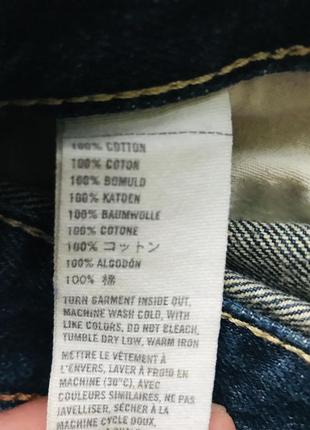 100% COTTON
100% COTON
100% BOMULD
100% KATOEN
100% BAUMWOLLE
100% COTONE
100% コットン
100% ALGODÓN
100% 棉
TURN GARMENT INSIDE OUT,
MACHINE WASH COLD, WITH
LIKE COLORS, DO NOT BLEACH,
TUMBLE DRY LOW, WARM IRON
METTRE LE VÊTEMENT À
L'ENVERS, LAVER À FROID EN
MACHINE (30°C), AVEC
COULEURS SIMILAIRES, NE PAS
JAVELLISER, SÉCHER À LA
MACHINE CYCLE DOUX,